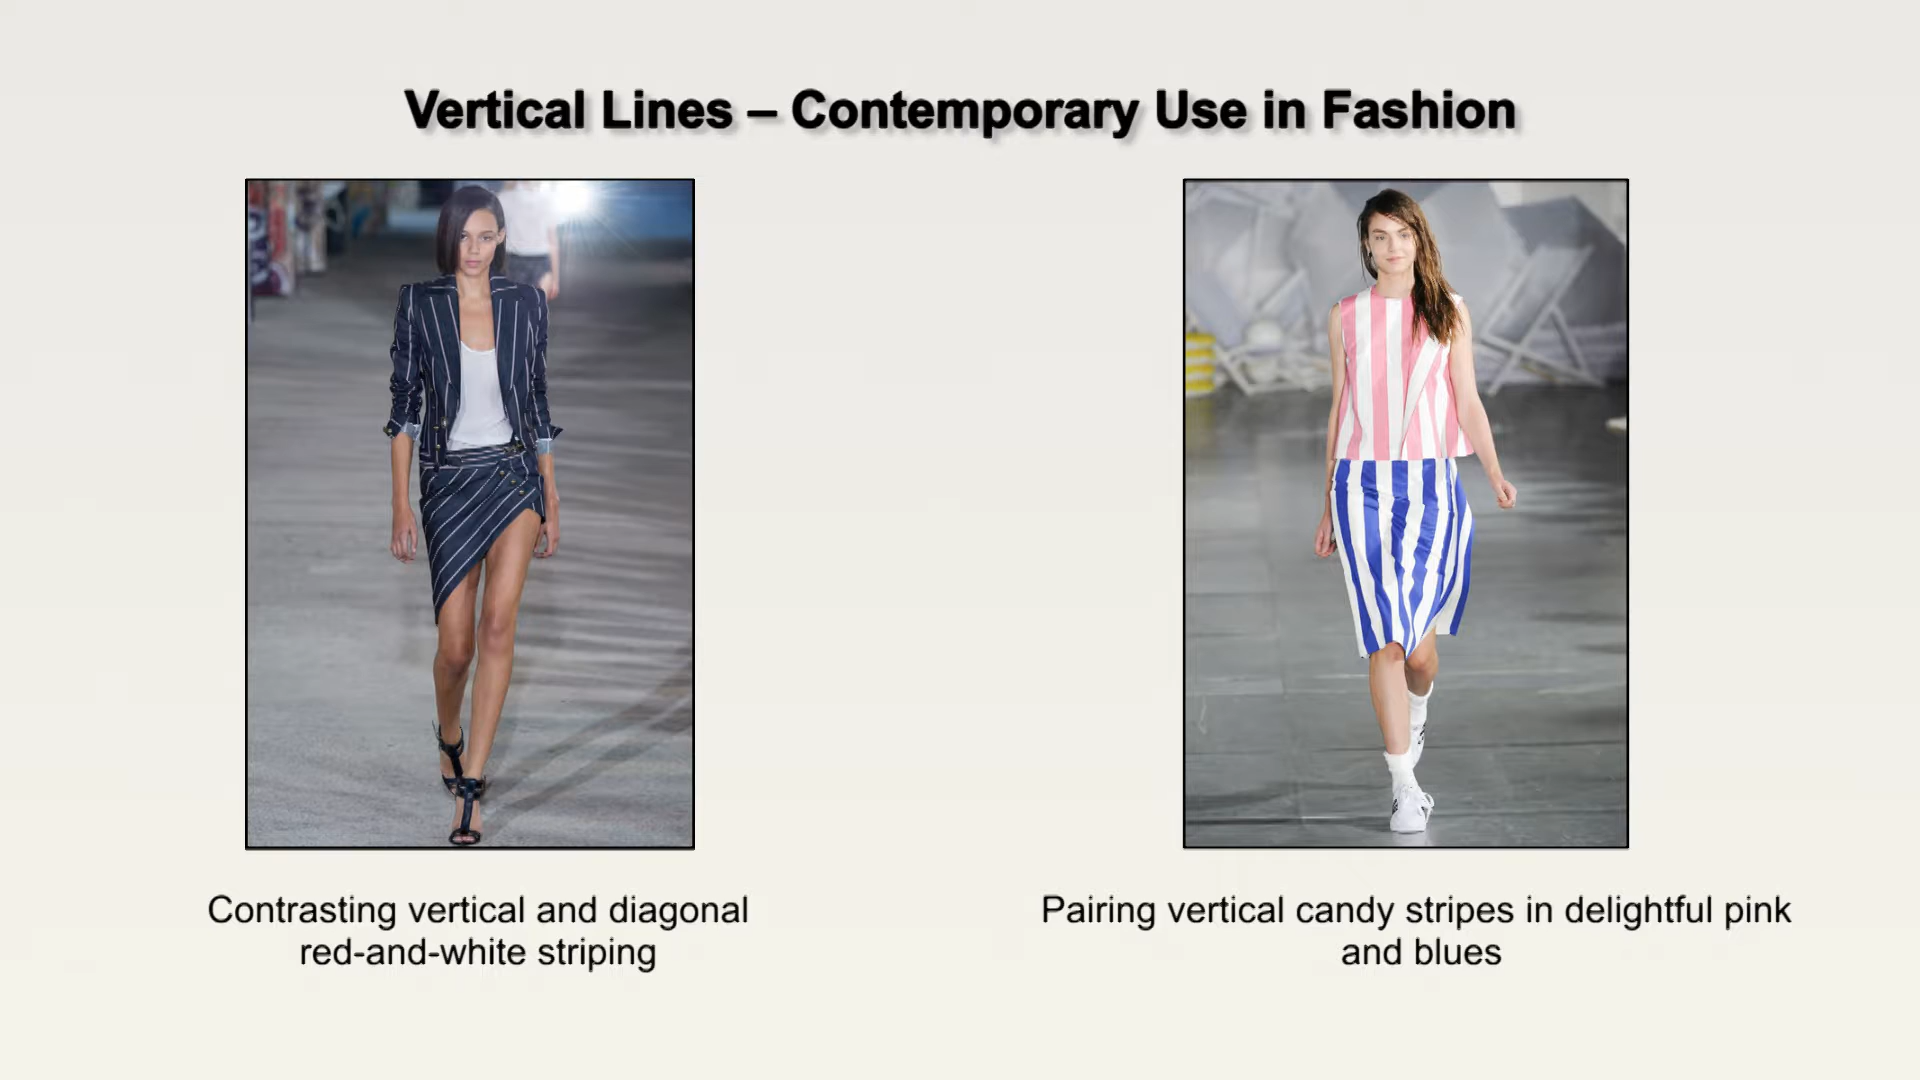 Vertical Lines – Contemporary Use in Fashion
Contrasting vertical and diagonal
red-and-white striping
Pairing vertical candy stripes in delightful pink
and blues